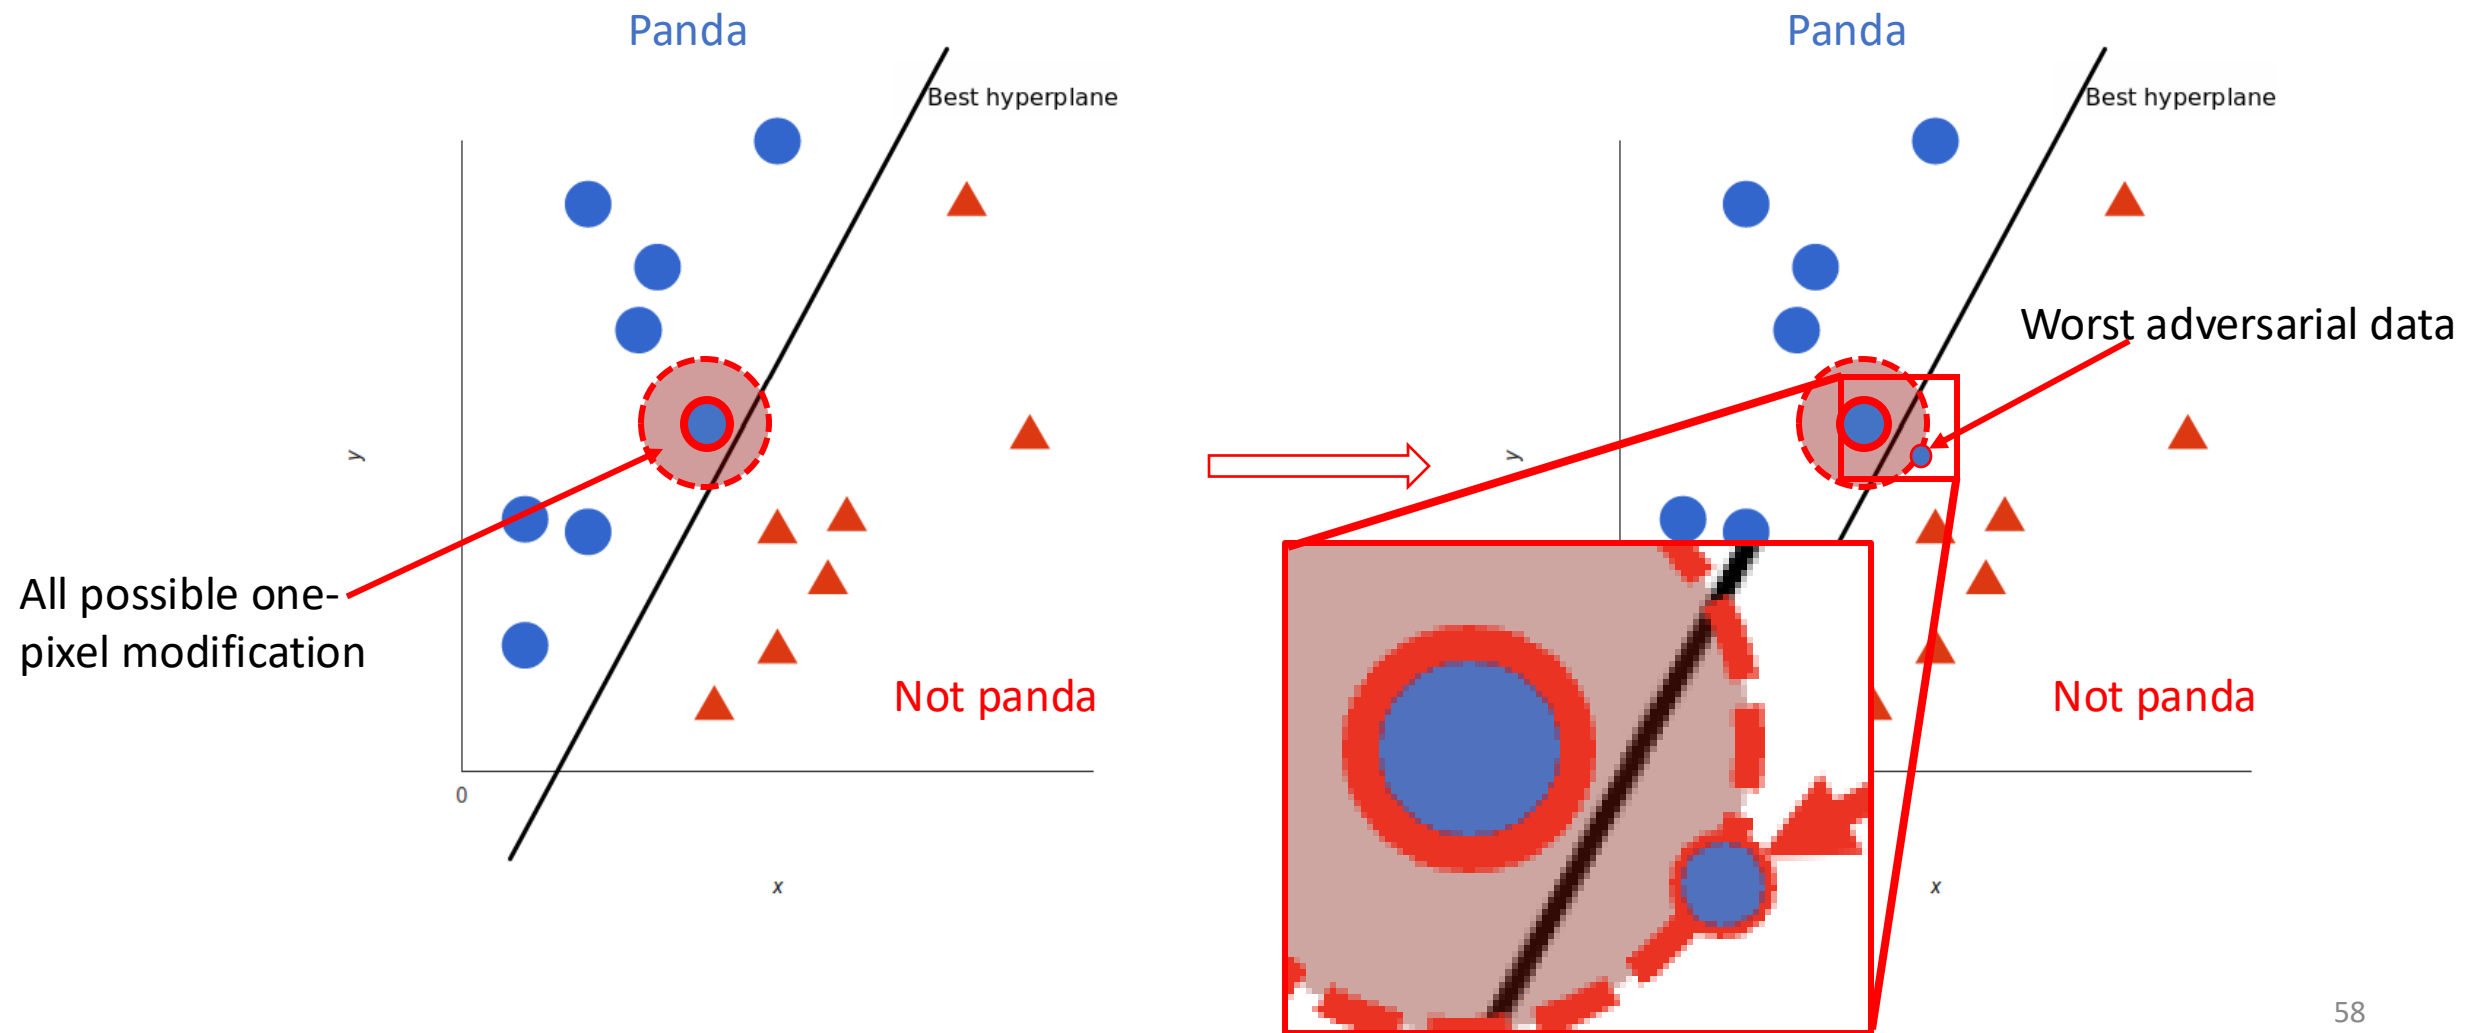 Panda
Best hyperplane
y
All possible one-
pixel modification
Not panda
0
x
Panda
Best hyperplane
Worst adversarial data
y
Not panda
x
58